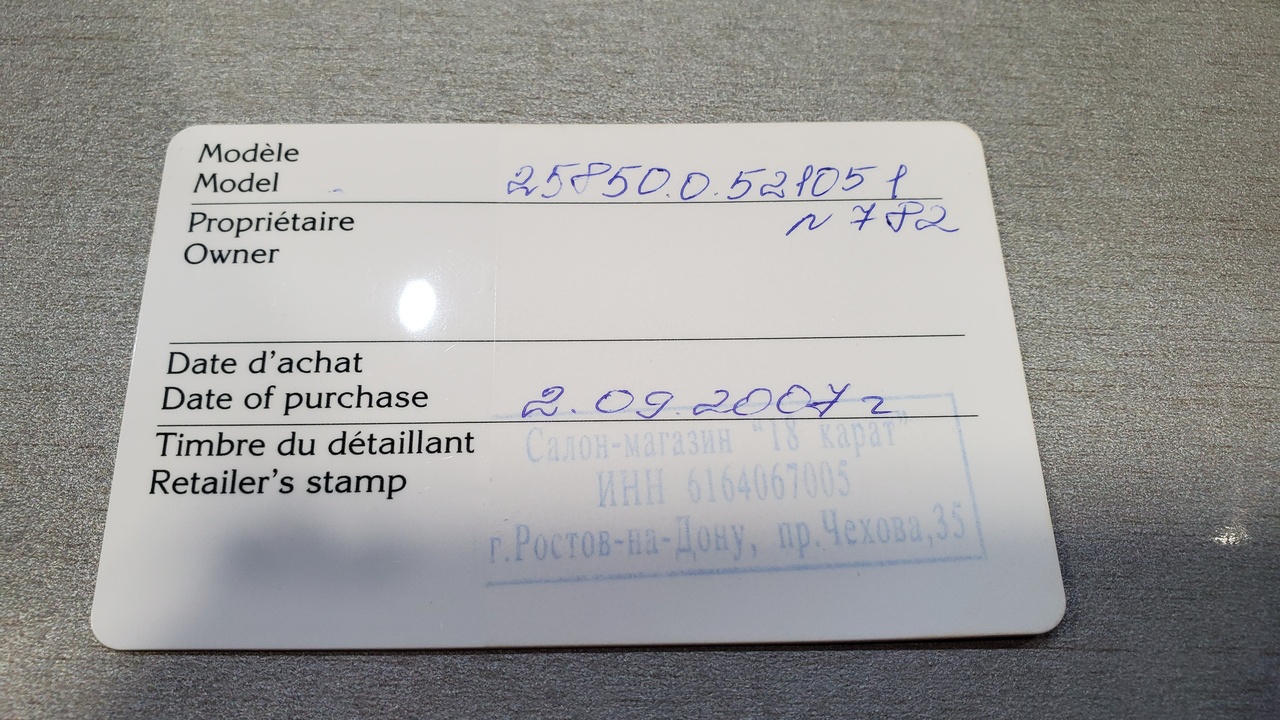 Modèle
Model 25850.0.521051
Propriétaire N 782
Owner
Date d'achat
Date of purchase 2.09.2007 г
Timbre du détaillant
Retailer's stamp
Салон-магазин "18 карат"
ИНН 6164067005
г.Ростов-на-Дону, пр.Чехова,35